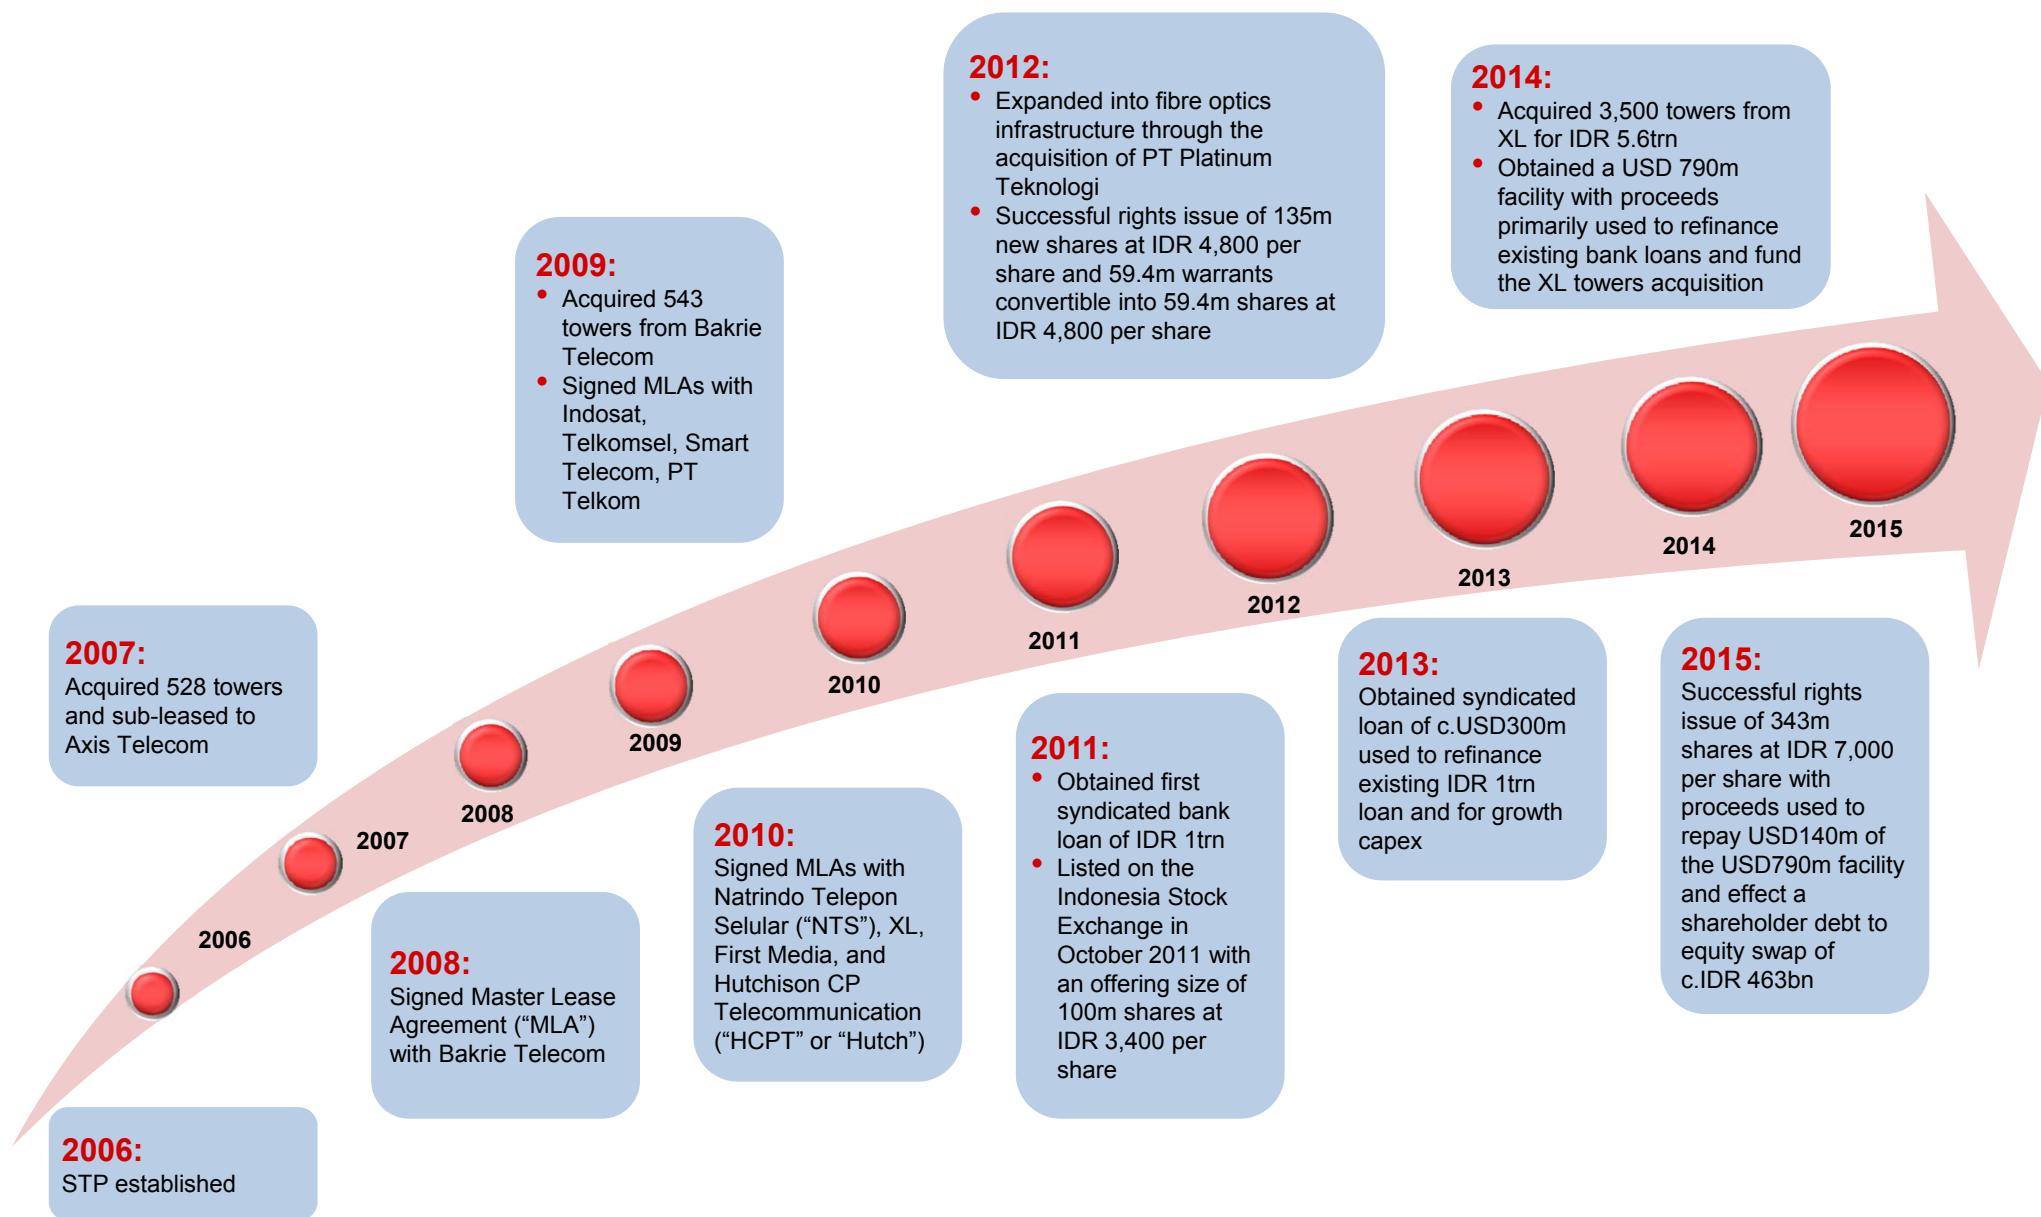 2012:
• Expanded into fibre optics
infrastructure through the
acquisition of PT Platinum
Teknologi
• Successful rights issue of 135m
new shares at IDR 4,800 per
share and 59.4m warrants
convertible into 59.4m shares at
IDR 4,800 per share
2014:
• Acquired 3,500 towers from
XL for IDR 5.6trn
• Obtained a USD 790m
facility with proceeds
primarily used to refinance
existing bank loans and fund
the XL towers acquisition
2009:
• Acquired 543
towers from Bakrie
Telecom
• Signed MLAs with
Indosat,
Telkomsel, Smart
Telecom, PT
Telkom
2007:
Acquired 528 towers
and sub-leased to
Axis Telecom
2006
2007
2008
2009
2010
2011
2012
2013
2014
2015
2006:
STP established
2008:
Signed Master Lease
Agreement (“MLA”)
with Bakrie Telecom
2010:
Signed MLAs with
Natrindo Telepon
Selular (“NTS”), XL,
First Media, and
Hutchison CP
Telecommunication
(“HCPT” or “Hutch”)
2011:
• Obtained first
syndicated bank
loan of IDR 1trn
• Listed on the
Indonesia Stock
Exchange in
October 2011 with
an offering size of
100m shares at
IDR 3,400 per
share
2013:
Obtained syndicated
loan of c.USD300m
used to refinance
existing IDR 1trn
loan and for growth
capex
2015:
Successful rights
issue of 343m
shares at IDR 7,000
per share with
proceeds used to
repay USD140m of
the USD790m facility
and effect a
shareholder debt to
equity swap of
c.IDR 463bn